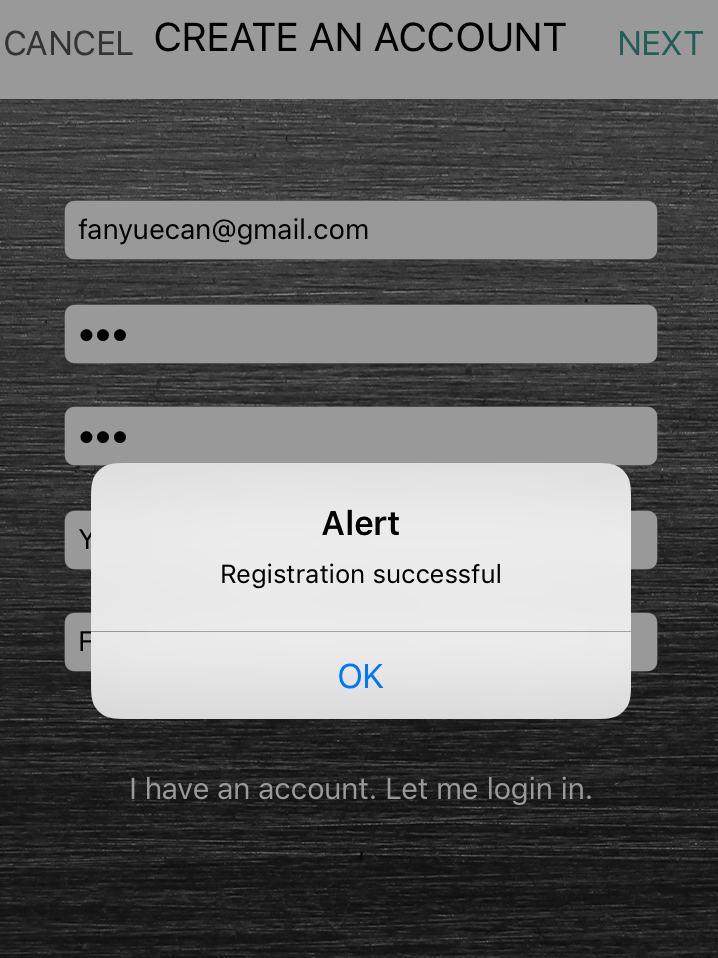 CANCEL CREATE AN ACCOUNT NEXT
fanyuecan@gmail.com
•••
•••
Y
F
Alert
Registration successful
OK
I have an account. Let me login in.